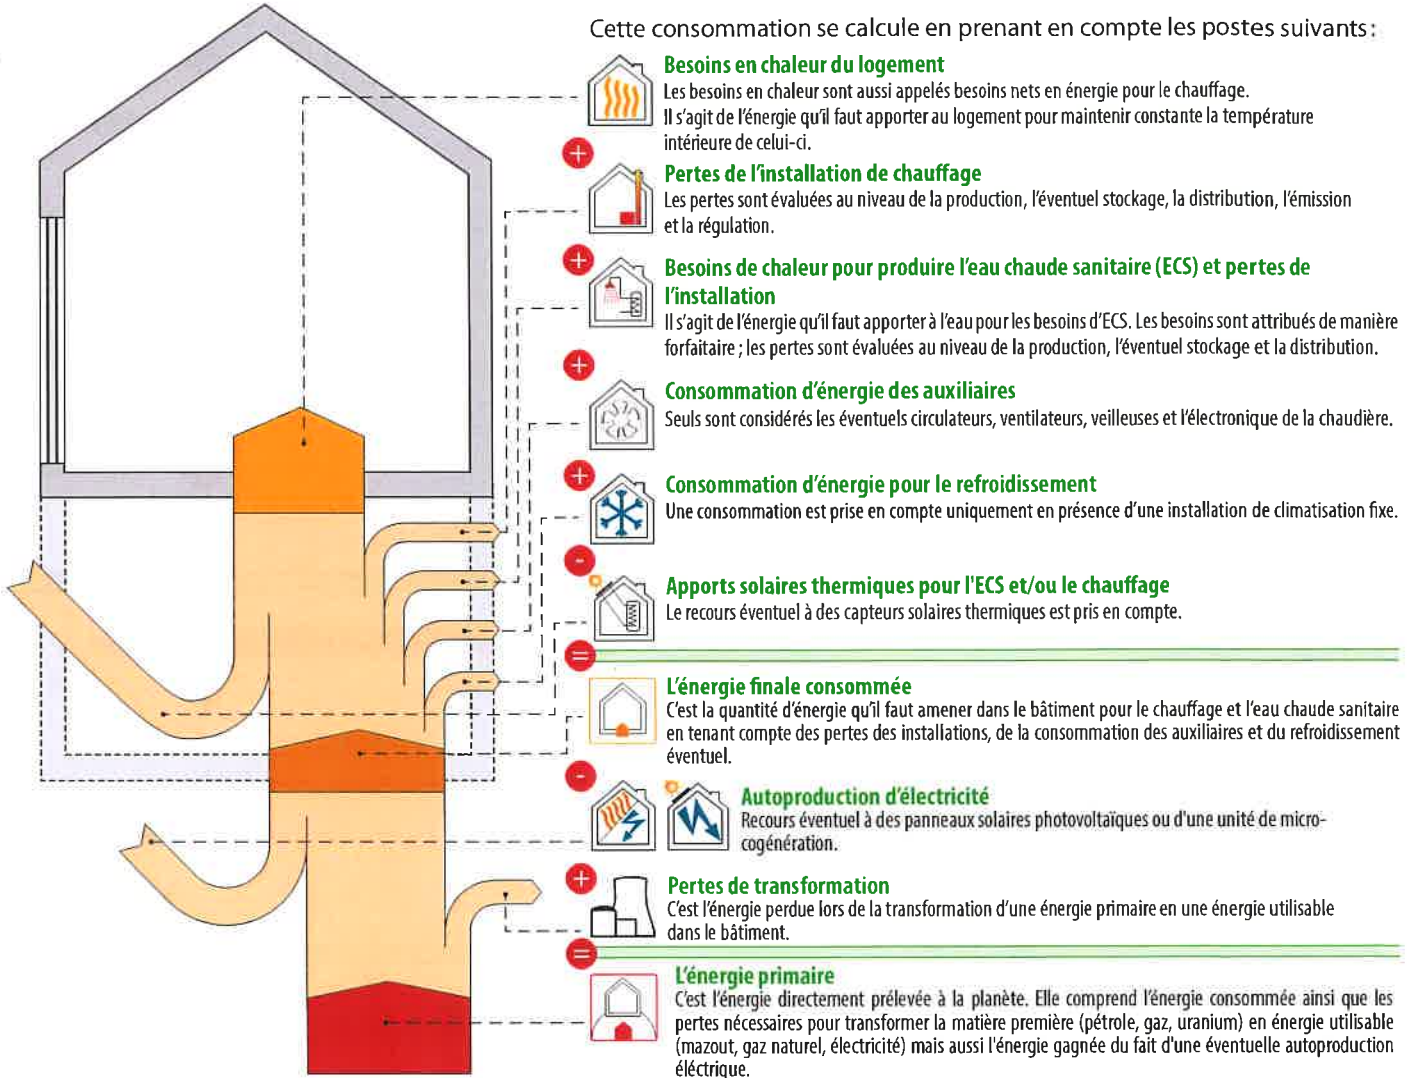 Cette consommation se calcule en prenant en compte les postes suivants :
Besoins en chaleur du logement
Les besoins en chaleur sont aussi appelés besoins nets en énergie pour le chauffage.
Il s'agit de l'énergie qu'il faut apporter au logement pour maintenir constante la température
intérieure de celui-ci.
+
Pertes de l'installation de chauffage
Les pertes sont évaluées au niveau de la production, l'éventuel stockage, la distribution, l'émission
et la régulation.
+
Besoins de chaleur pour produire l'eau chaude sanitaire (ECS) et pertes de
l'installation
Il s'agit de l'énergie qu'il faut apporter à l'eau pour les besoins d'ECS. Les besoins sont attribués de manière
forfaitaire ; les pertes sont évaluées au niveau de la production, l'éventuel stockage et la distribution.
+
Consommation d'énergie des auxiliaires
Seuls sont considérés les éventuels circulateurs, ventilateurs, veilleuses et l'électronique de la chaudière.
+
Consommation d'énergie pour le refroidissement
Une consommation est prise en compte uniquement en présence d'une installation de climatisation fixe.
-
Apports solaires thermiques pour l'ECS et/ou le chauffage
Le recours éventuel à des capteurs solaires thermiques est pris en compte.
=
L'énergie finale consommée
C'est la quantité d'énergie qu'il faut amener dans le bâtiment pour le chauffage et l'eau chaude sanitaire
en tenant compte des pertes des installations, de la consommation des auxiliaires et du refroidissement
éventuel.
-
Autoproduction d'électricité
Recours éventuel à des panneaux solaires photovoltaïques ou d'une unité de micro-
cogénération.
+
Pertes de transformation
C'est l'énergie perdue lors de la transformation d'une énergie primaire en une énergie utilisable
dans le bâtiment.
=
L'énergie primaire
C'est l'énergie directement prélevée à la planète. Elle comprend l'énergie consommée ainsi que les
pertes nécessaires pour transformer la matière première (pétrole, gaz, uranium) en énergie utilisable
(mazout, gaz naturel, électricité) mais aussi l'énergie gagnée du fait d'une éventuelle autoproduction
éléctrique.